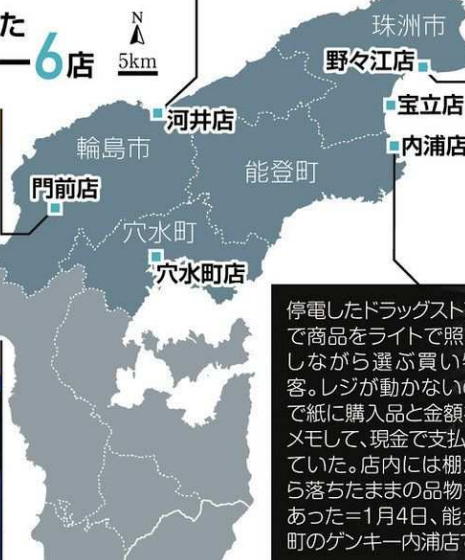 た
ー6店
N
5km
珠洲市
野々江店
宝立店
河井店
内浦店
輪島市
能登町
門前店
穴水町
穴水町店
停電したドラッグスト
で商品をライトで照
しながら選ぶ買い
客。レジが動かない
で紙に購入品と金額
メモして、現金で支払
ていた。店内には棚
ら落ちたままの品物
あった=1月4日、能
町のゲンキー内浦店